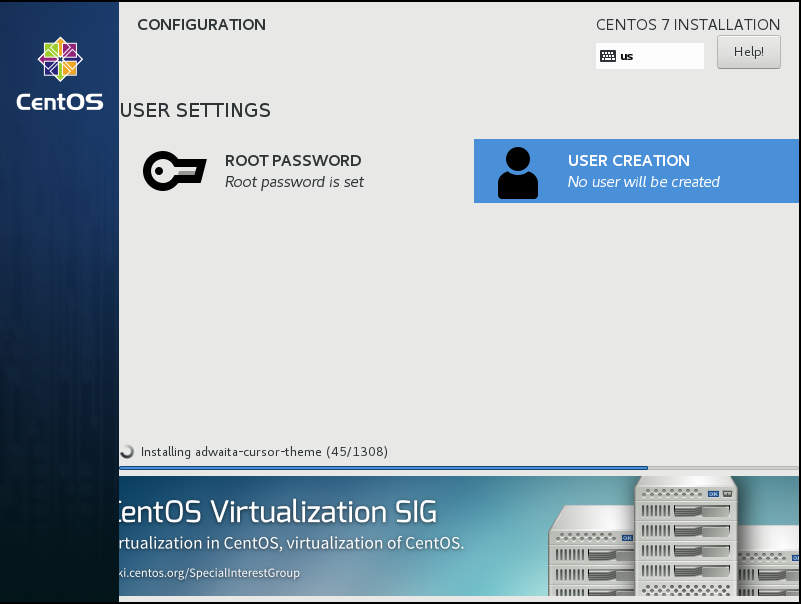 CentOS
CONFIGURATION
CENTOS 7 INSTALLATION
us
Help!
USER SETTINGS
ROOT PASSWORD
Root password is set
USER CREATION
No user will be created
Installing adwaita-cursor-theme (45/1308)
CentOS Virtualization SIG
rtualization in CentOS, virtualization of CentOS.
ki.centos.org/SpecialInterestGroup
OK
OK
OK